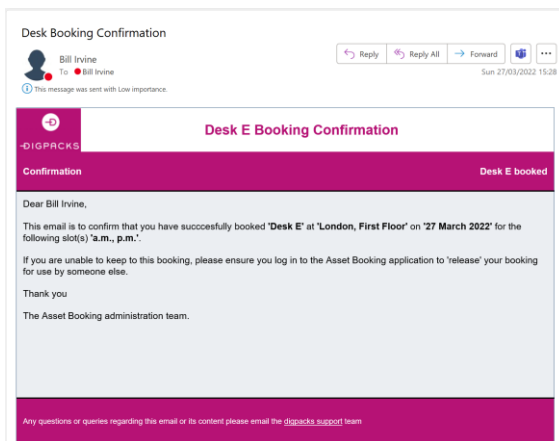 Desk Booking Confirmation
Bill Irvine
To Bill Irvine
Reply
Reply All
Forward
Sun 27/03/2022 15:28
This message was sent with Low importance.
DIGPACKS
Desk E Booking Confirmation
Confirmation
Desk E booked
Dear Bill Irvine,
This email is to confirm that you have succcesfully booked 'Desk E' at 'London, First Floor' on '27 March 2022' for the
following slot(s) 'a.m., p.m.'.
If you are unable to keep to this booking, please ensure you log in to the Asset Booking application to 'release' your booking
for use by someone else.
Thank you
The Asset Booking administration team.
Any questions or queries regarding this email or its content please email the digpacks support team